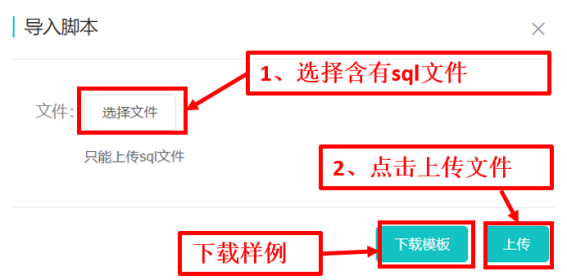 导入脚本
1、选择含有sql文件
文件：
选择文件
只能上传sql文件
2、点击上传文件
下载样例
下载模板
上传